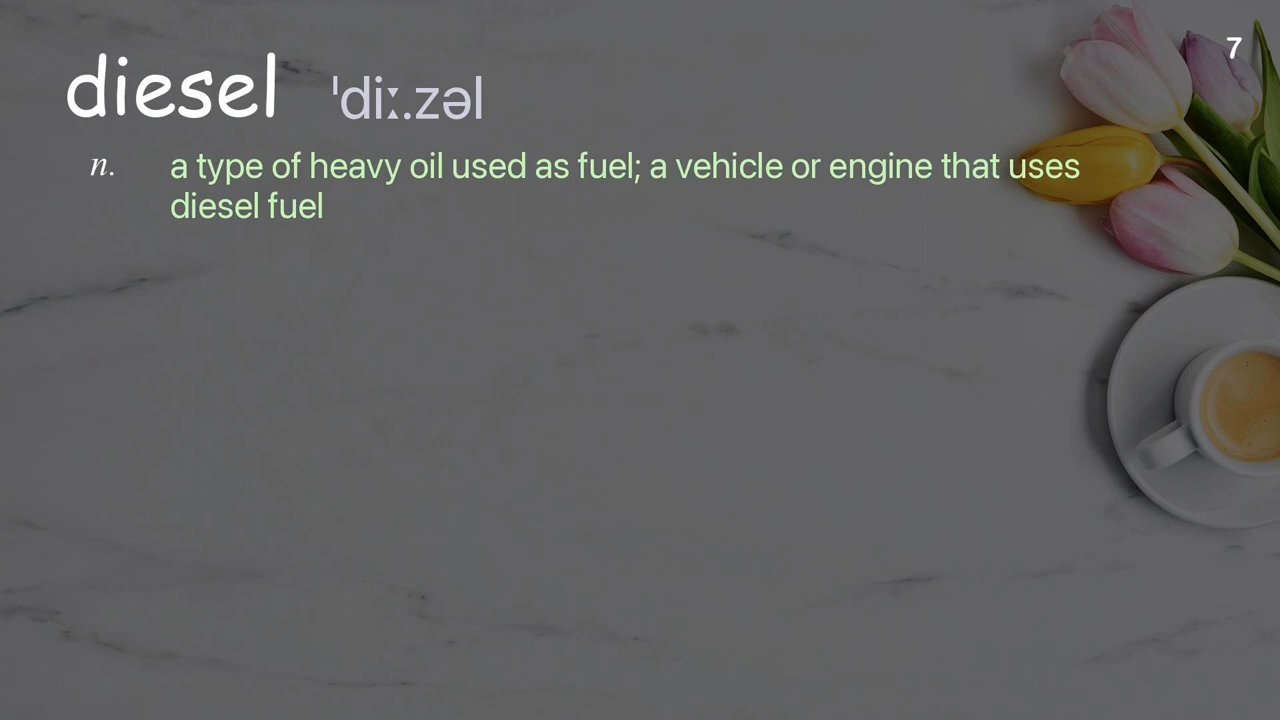 7
diesel ˈdiː.zəl
n. a type of heavy oil used as fuel; a vehicle or engine that uses
diesel fuel